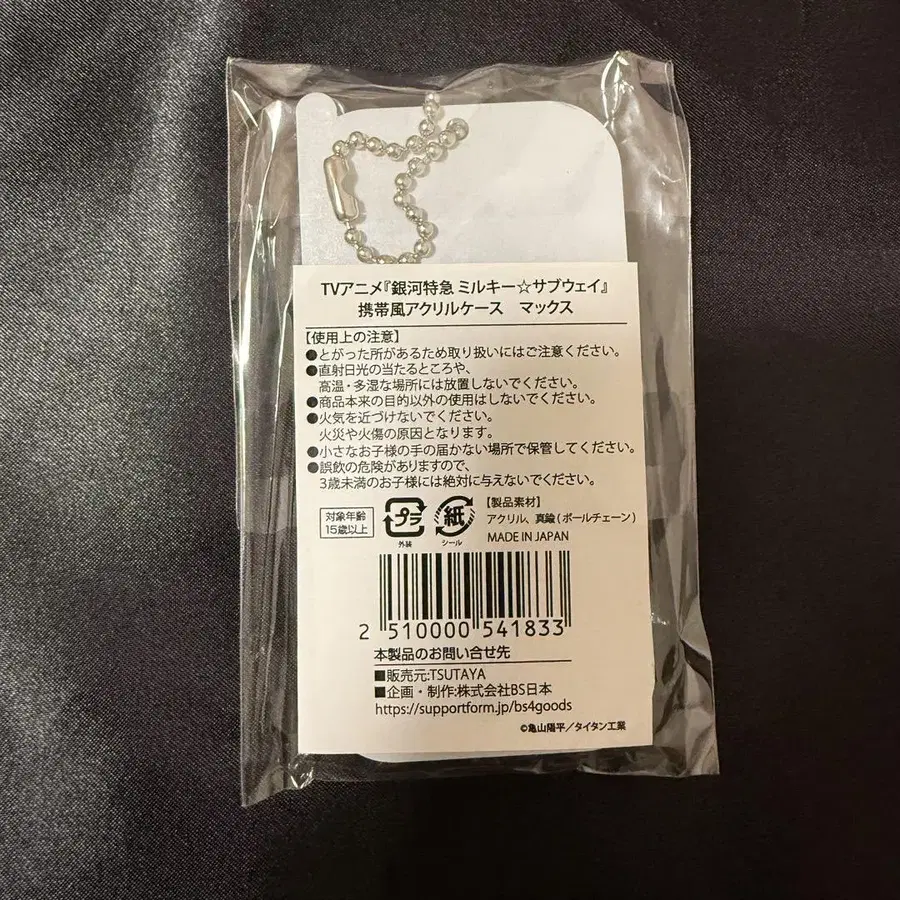 TVアニメ『銀河特急 ミルキー☆サブウェイ』
携帯風アクリルケース　マックス
【使用上の注意】
●とがった所があるため取り扱いにはご注意ください。
●直射日光の当たるところや、
高温・多湿な場所には放置しないでください。
●商品本来の目的以外の使用はしないでください。
●火気を近づけないでください。
火災や火傷の原因となります。
●小さなお子様の手の届かない場所で保管してください。
●誤飲の危険がありますので、
3歳未満のお子様には絶対に与えないでください。
対象年齢
15歳以上
プラ
外装
紙
シール
【製品素材】
アクリル、真鍮(ボールチェーン)
MADE IN JAPAN
2 510000 541833
本製品のお問い合せ先
■販売元:TSUTAYA
■企画・制作:株式会社BS日本
https://supportform.jp/bs4goods
©亀山陽平／タイタン工業